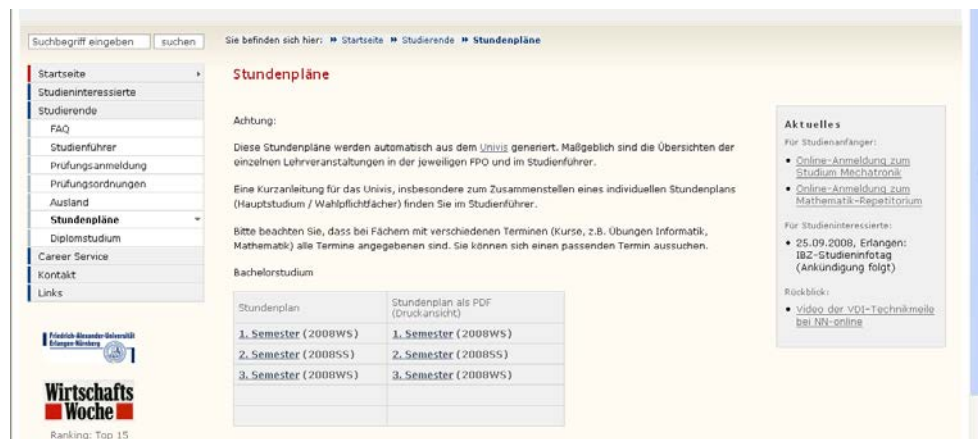 Suchbegriff eingeben suchen
Sie befinden sich hier: » Startseite » Studierende » Stundenpläne
Startseite
Studieninteressierte
Studierende
FAQ
Studienführer
Prüfungsanmeldung
Prüfungsordnungen
Ausland
Stundenpläne
Diplomstudium
Career Service
Kontakt
Links
Friedrich-Alexander-Universität
Erlangen-Nürnberg
Wirtschafts
Woche
Ranking: Top 15
Stundenpläne
Achtung:
Diese Stundenpläne werden automatisch aus dem Univis generiert. Maßgeblich sind die Übersichten der
einzelnen Lehrveranstaltungen in der jeweiligen FPO und im Studienführer.
Eine Kurzanleitung für das Univis, insbesondere zum Zusammenstellen eines individuellen Stundenplans
(Hauptstudium / Wahlpflichtfächer) finden Sie im Studienführer.
Bitte beachten Sie, dass bei Fächern mit verschiedenen Terminen (Kurse, z.B. Übungen Informatik,
Mathematik) alle Termine angegebenen sind. Sie können sich einen passenden Termin aussuchen.
Bachelorstudium
Stundenplan Stundenplan als PDF
(Druckansicht)
1. Semester (2008WS) 1. Semester (2008WS)
2. Semester (2008SS) 2. Semester (2008SS)
3. Semester (2008WS) 3. Semester (2008WS)
Aktuelles
Für Studienanfänger:
Online-Anmeldung zum
Studium Mechatronik
Online-Anmeldung zum
Mathematik-Repetitorium
Für Studieninteressierte:
25.09.2008, Erlangen:
IBZ-Studieninfotag
(Ankündigung folgt)
Rückblick:
Video der VDI-Technikmeile
bei NN-online